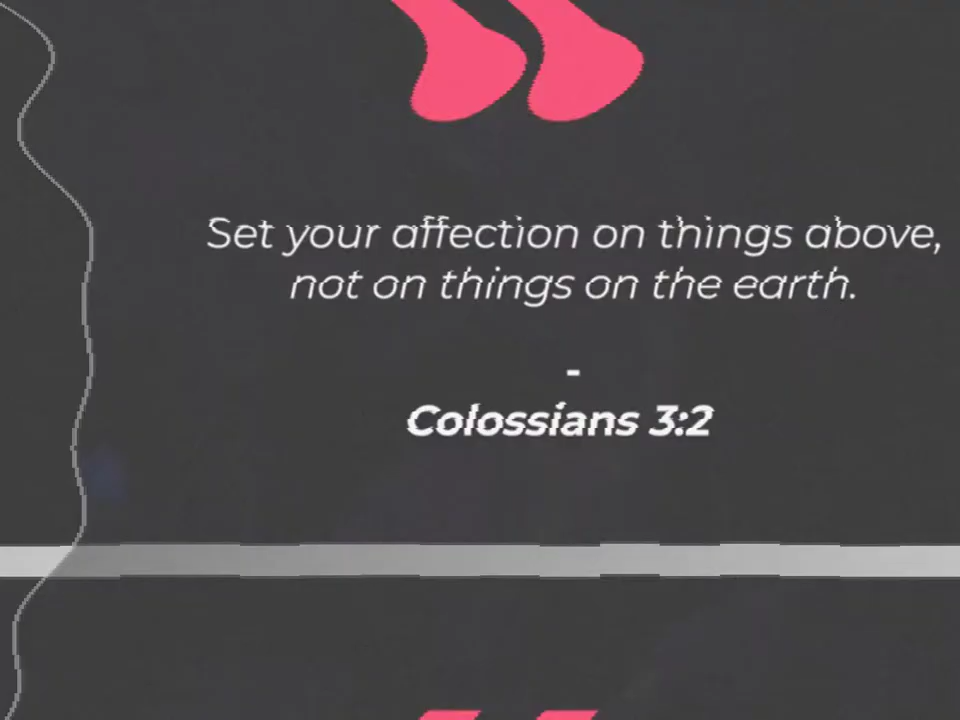 Set your affection on things above,
not on things on the earth.
-
Colossians 3:2